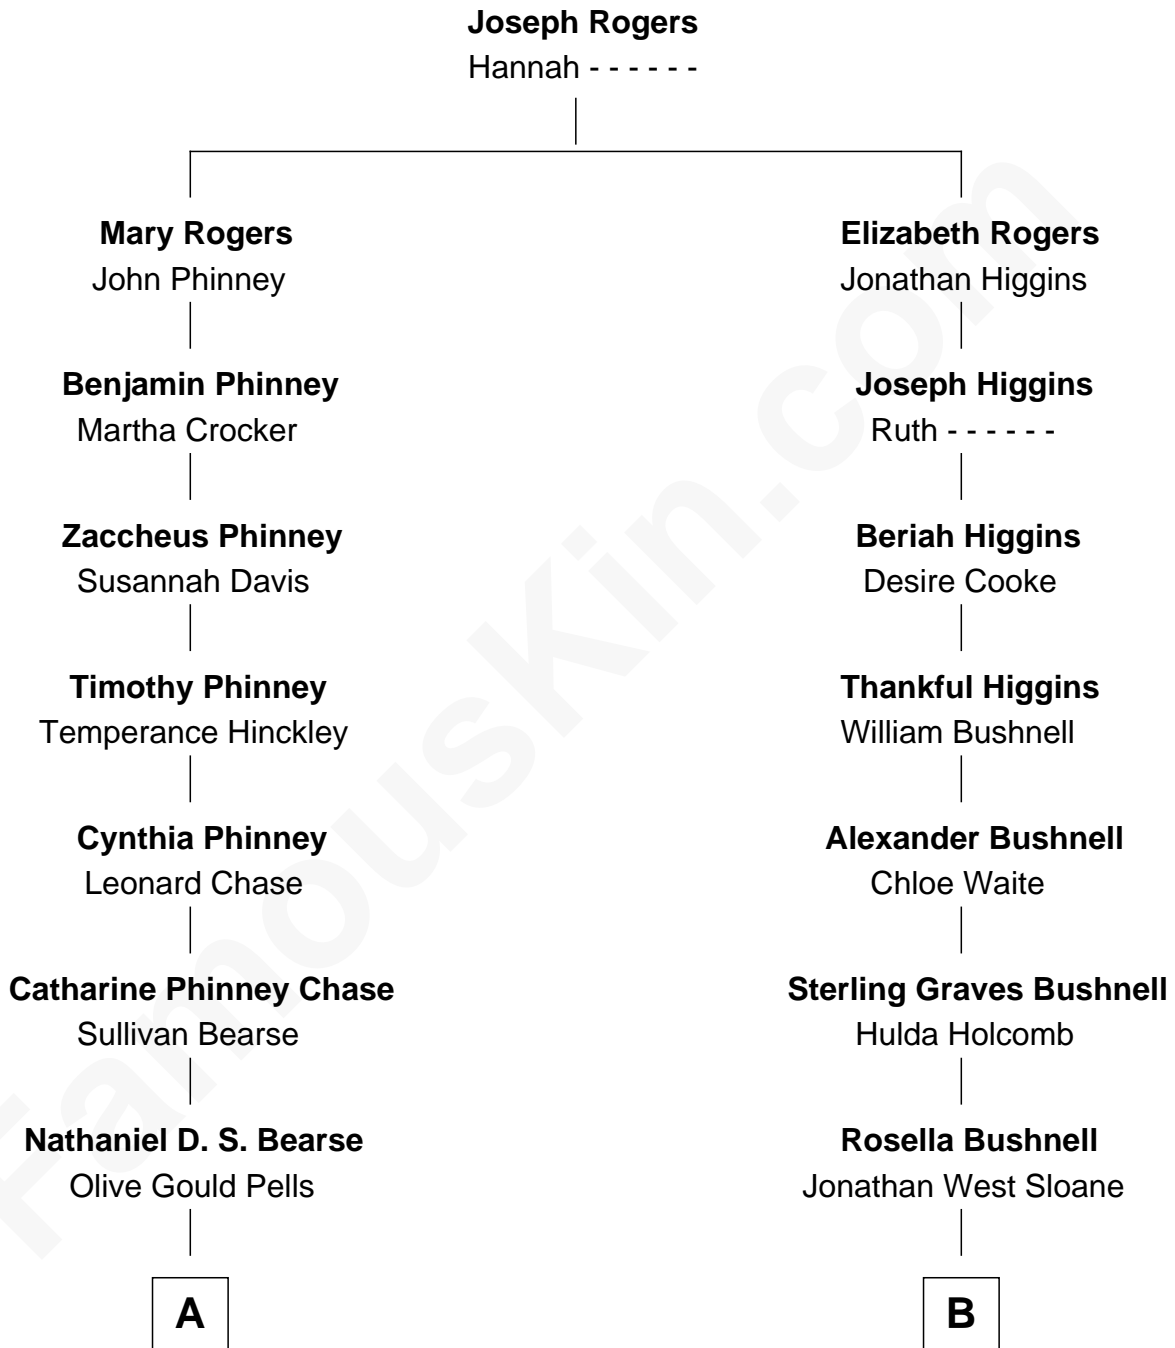 Joseph Rogers
Hannah - - - - - -
Mary Rogers
John Phinney
Elizabeth Rogers
Jonathan Higgins
Benjamin Phinney
Martha Crocker
Joseph Higgins
Ruth - - - - - -
Zaccheus Phinney
Susannah Davis
Beriah Higgins
Desire Cooke
Timothy Phinney
Temperance Hinckley
Thankful Higgins
William Bushnell
Cynthia Phinney
Leonard Chase
Alexander Bushnell
Chloe Waite
Catharine Phinney Chase
Sullivan Bearse
Sterling Graves Bushnell
Hulda Holcomb
Nathaniel D. S. Bearse
Olive Gould Pells
Rosella Bushnell
Jonathan West Sloane
A
B
FamousKin.com